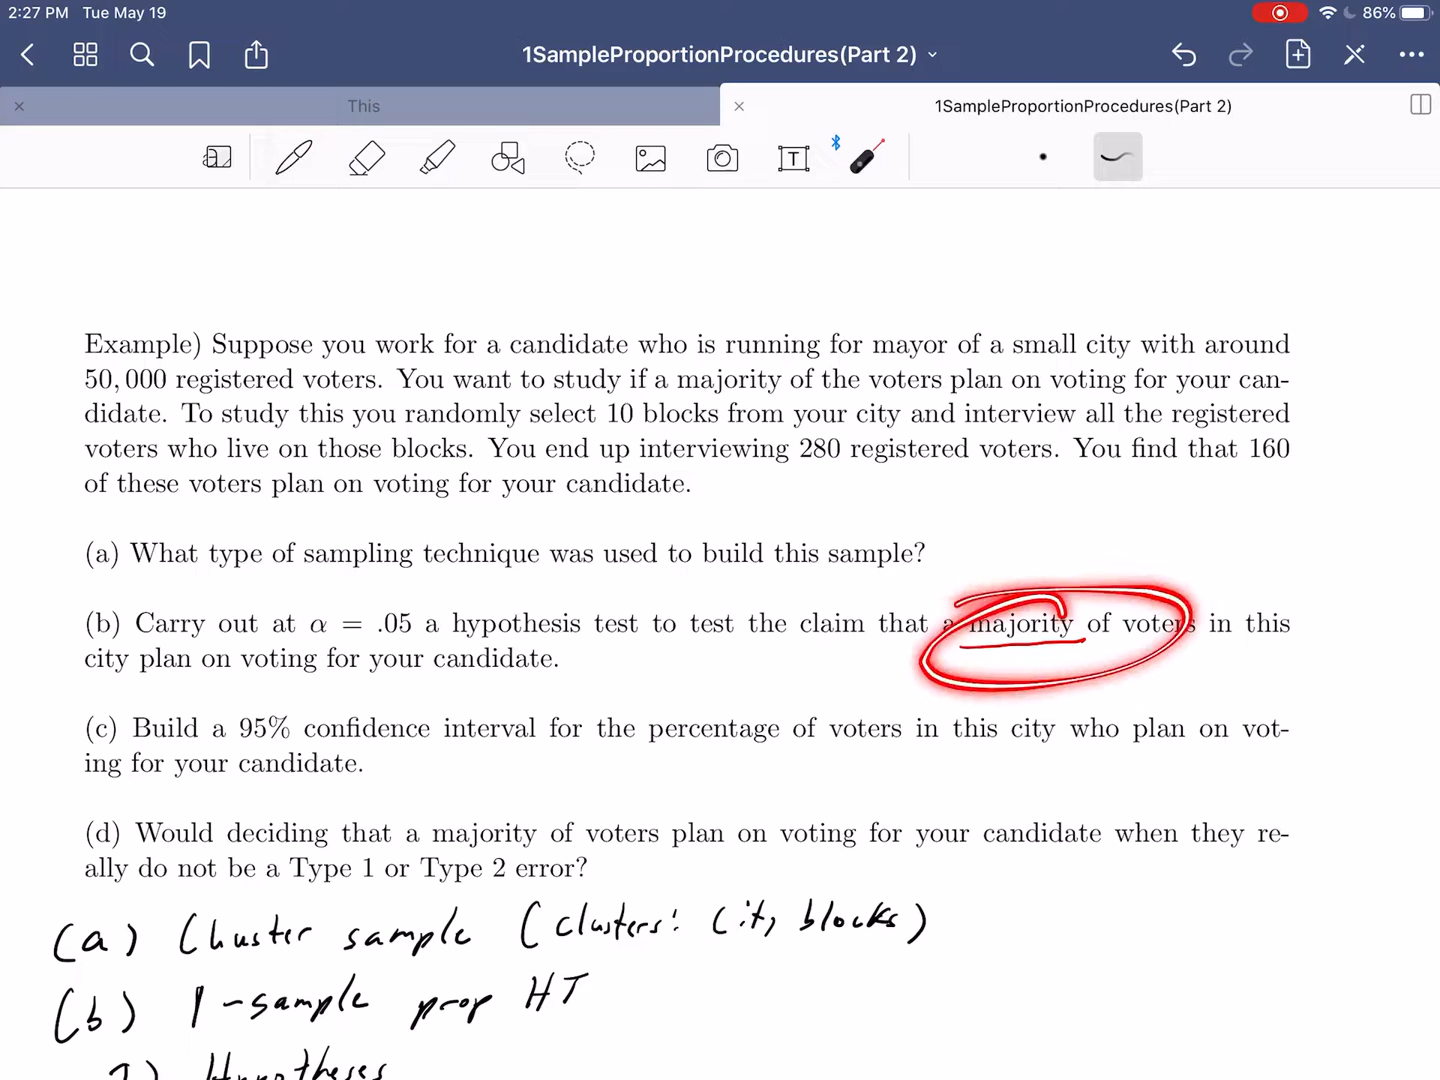 2:27 PM Tue May 19
86%
1SampleProportionProcedures(Part 2)
This
1SampleProportionProcedures(Part 2)
T
Example) Suppose you work for a candidate who is running for mayor of a small city with around
50,000 registered voters. You want to study if a majority of the voters plan on voting for your can-
didate. To study this you randomly select 10 blocks from your city and interview all the registered
voters who live on those blocks. You end up interviewing 280 registered voters. You find that 160
of these voters plan on voting for your candidate.
(a) What type of sampling technique was used to build this sample?
(b) Carry out at α = .05 a hypothesis test to test the claim that a majority of voters in this
city plan on voting for your candidate.
(c) Build a 95% confidence interval for the percentage of voters in this city who plan on vot-
ing for your candidate.
(d) Would deciding that a majority of voters plan on voting for your candidate when they re-
ally do not be a Type 1 or Type 2 error?
(a) Cluster sample (clusters: City blocks)
(b) 1-sample prop HT
Hypotheses